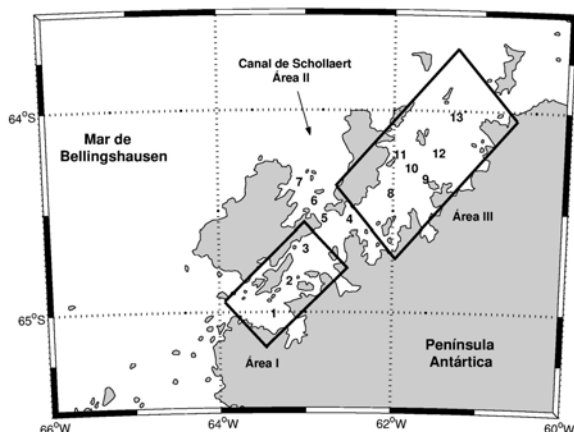 Canal de Schollaert
Área II
64°S
Mar de
Bellingshausen
13
11
12
10
9
7
8
6
5
4
Área III
3
2
1
65°S
Península
Antártica
Área I
66°W
64°W
62°W
60°W